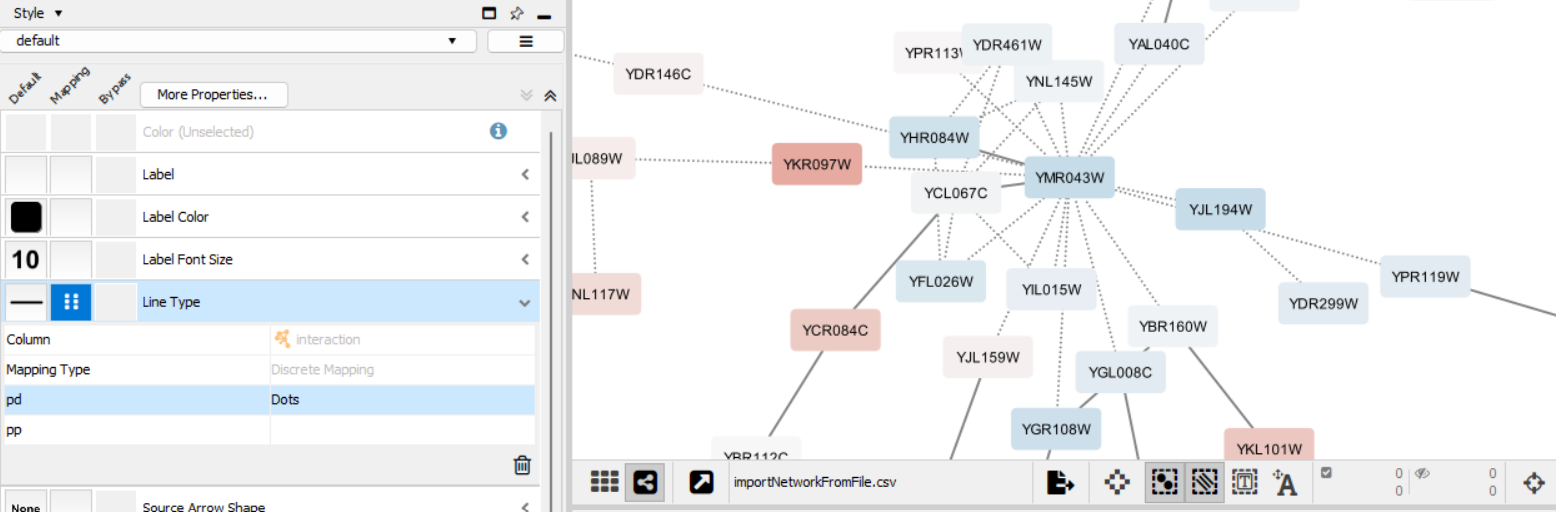 Style
default
Default
Mapping
Bypass
More Properties...
Color (Unselected)
Label
Label Color
10 Label Font Size
Line Type
Column interaction
Mapping Type Discrete Mapping
pd Dots
pp
None Source Arrow Shape
YPR113W YDR461W YAL040C
YDR146C YNL145W
YHR084W
JL089W YKR097W YMR043W
YCL067C YJL194W
YFL026W YIL015W YPR119W
NL117W YDR299W
YCR084C YBR160W
YJL159W YGL008C
YGR108W
YBR112C YKL101W
importNetworkFromFile.csv
T A 0 0
0 0